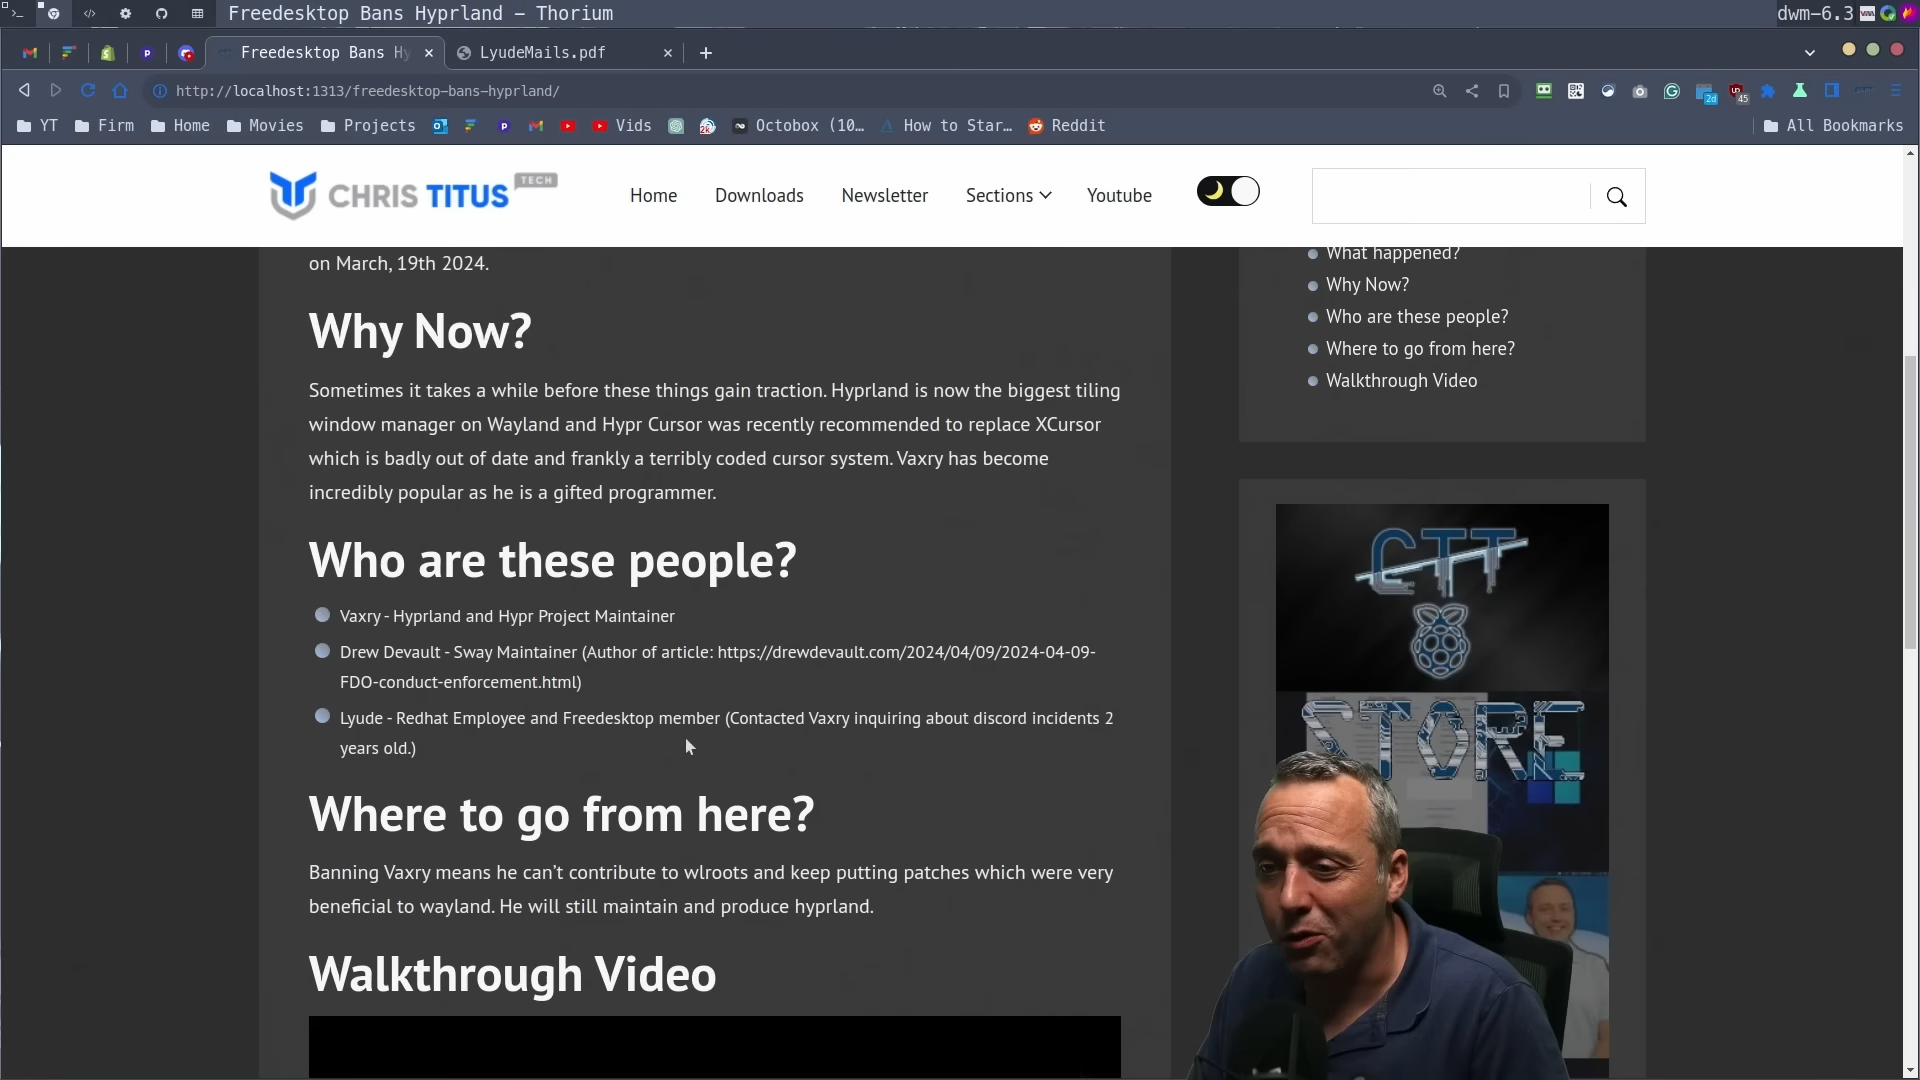 Freedesktop Bans Hyprland – Thorium
dwm-6.3
Freedesktop Bans Hy
LyudeMails.pdf
http://localhost:1313/freedesktop-bans-hyprland/
2d
45
YT
Firm
Home
Movies
Projects
Vids
Octobox (10…
How to Star…
Reddit
All Bookmarks
CHRIS TITUS TECH
Home
Downloads
Newsletter
Sections
Youtube
on March, 19th 2024.
Why Now?
Sometimes it takes a while before these things gain traction. Hyprland is now the biggest tiling
window manager on Wayland and Hypr Cursor was recently recommended to replace XCursor
which is badly out of date and frankly a terribly coded cursor system. Vaxry has become
incredibly popular as he is a gifted programmer.
Who are these people?
Vaxry - Hyprland and Hypr Project Maintainer
Drew Devault - Sway Maintainer (Author of article: https://drewdevault.com/2024/04/09/2024-04-09-
FDO-conduct-enforcement.html)
Lyude - Redhat Employee and Freedesktop member (Contacted Vaxry inquiring about discord incidents 2
years old.)
Where to go from here?
Banning Vaxry means he can’t contribute to wlroots and keep putting patches which were very
beneficial to wayland. He will still maintain and produce hyprland.
Walkthrough Video
What happened?
Why Now?
Who are these people?
Where to go from here?
Walkthrough Video
CTT
STORE